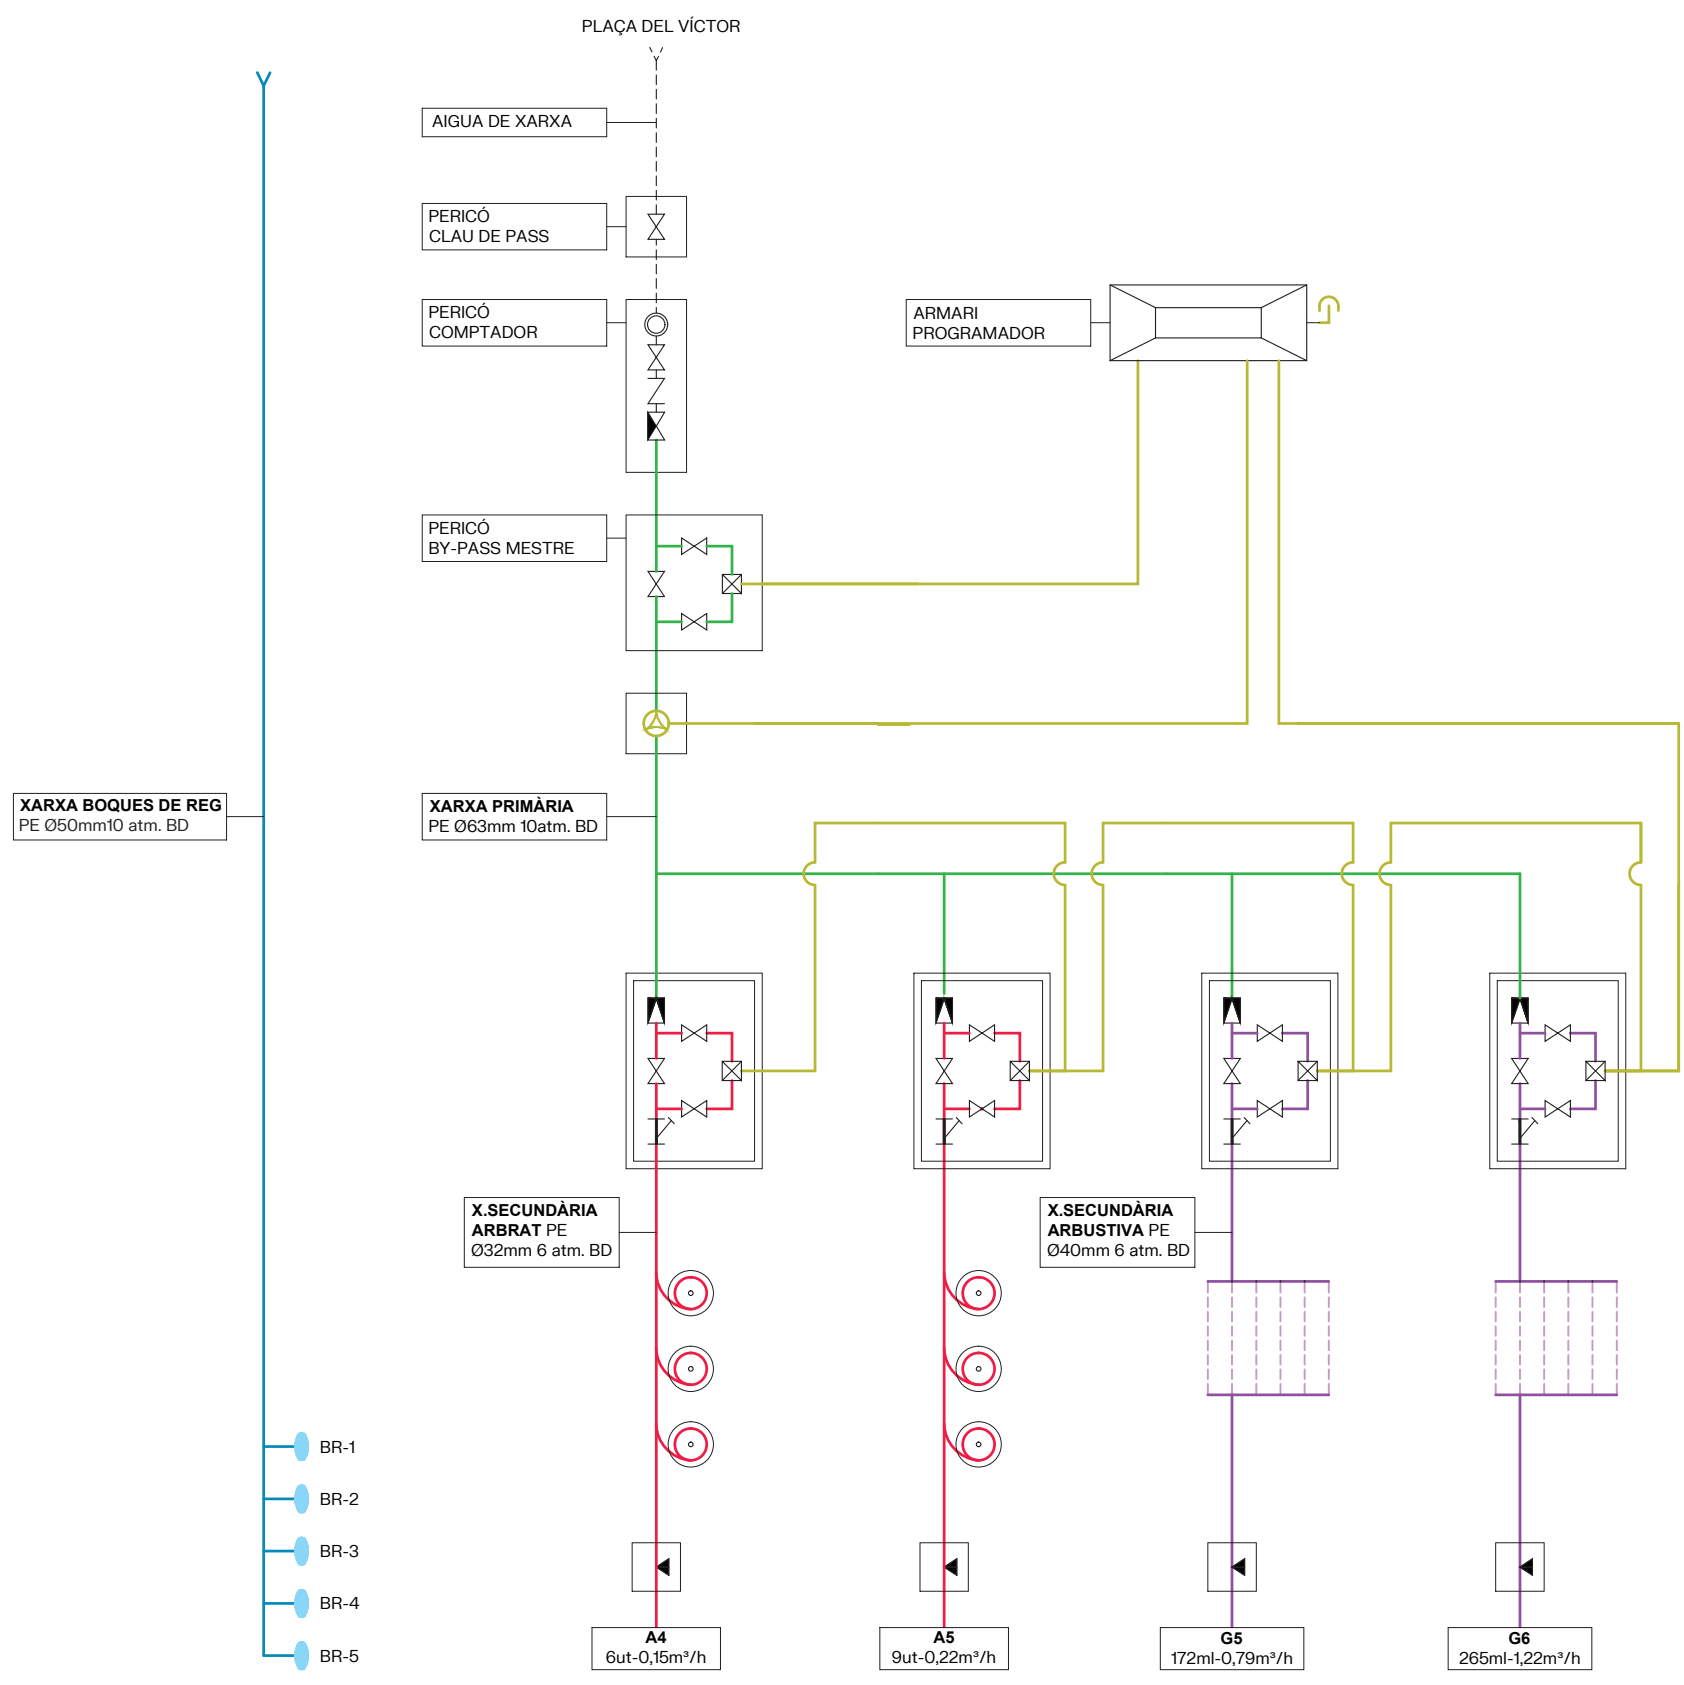 PLAÇA DEL VÍCTOR
AIGUA DE XARXA
PERICÓ
CLAU DE PASS
PERICÓ
COMPTADOR
ARMARI
PROGRAMADOR
PERICÓ
BY-PASS MESTRE
XARXA BOQUES DE REG
PE Ø50mm10 atm. BD
XARXA PRIMÀRIA
PE Ø63mm 10atm. BD
X.SECUNDÀRIA
ARBRAT PE
Ø32mm 6 atm. BD
X.SECUNDÀRIA
ARBUSTIVA PE
Ø40mm 6 atm. BD
BR-1
BR-2
BR-3
BR-4
BR-5
A4
6ut-0,15m³/h
A5
9ut-0,22m³/h
G5
172ml-0,79m³/h
G6
265ml-1,22m³/h